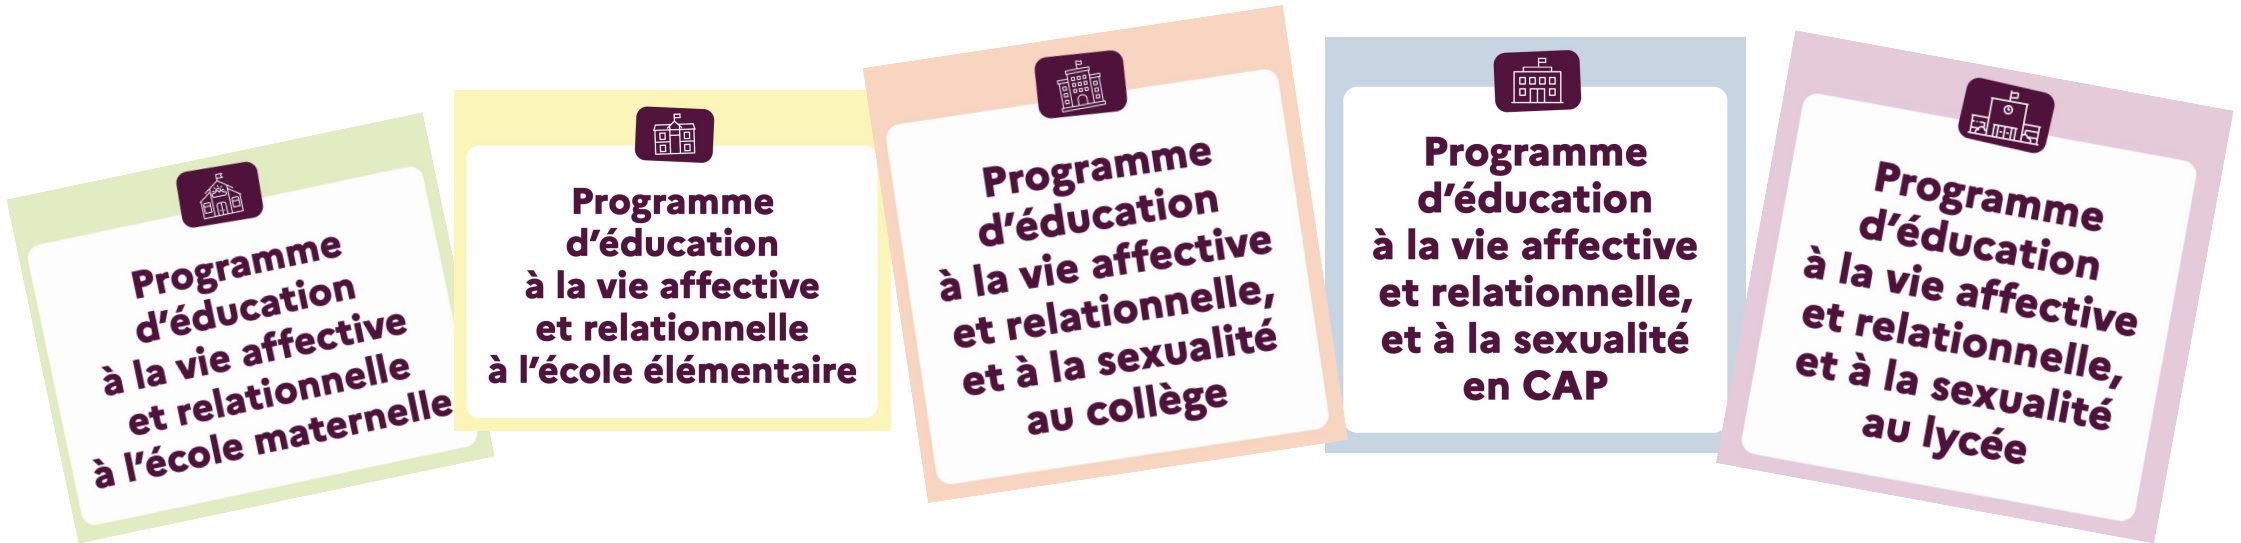 Programme
d'éducation
à la vie affective
et relationnelle
à l'école maternelle
Programme
d'éducation
à la vie affective
et relationnelle
à l'école élémentaire
Programme
d'éducation
à la vie affective
et relationnelle,
et à la sexualité
au collège
Programme
d'éducation
à la vie affective
et relationnelle,
et à la sexualité
en CAP
Programme
d'éducation
à la vie affective
et relationnelle,
et à la sexualité
au lycée